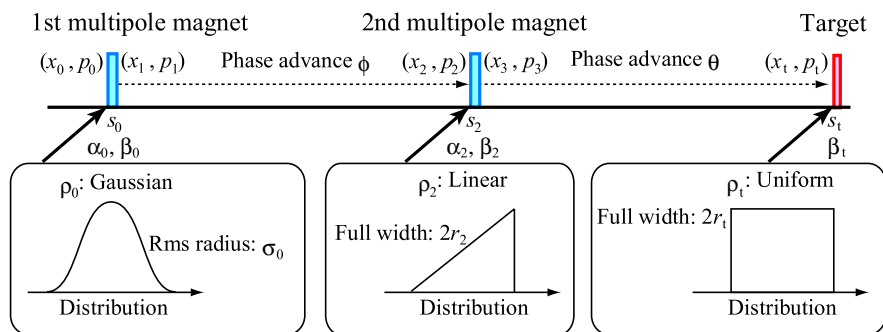 1st multipole magnet
2nd multipole magnet
Target
(x₀, p₀)
(x₁, p₁)
Phase advance ϕ
(x₂, p₂)
(x₃, p₃)
Phase advance θ
(xₜ, pₜ)
s₀
s₂
sₜ
α₀, β₀
α₂, β₂
βₜ
ρ₀: Gaussian
Rms radius: σ₀
Distribution
ρ₂: Linear
Full width: 2r₂
Distribution
ρₜ: Uniform
Full width: 2rₜ
Distribution